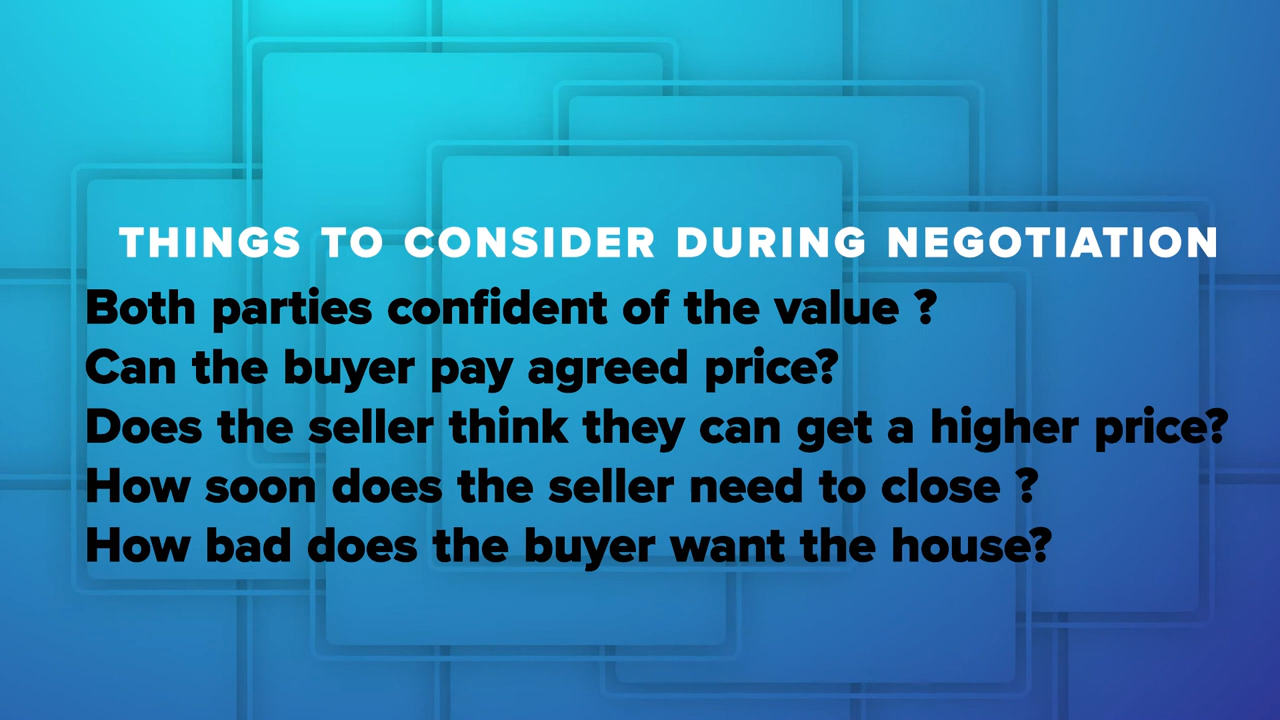 THINGS TO CONSIDER DURING NEGOTIATION
Both parties confident of the value ?
Can the buyer pay agreed price?
Does the seller think they can get a higher price?
How soon does the seller need to close ?
How bad does the buyer want the house?